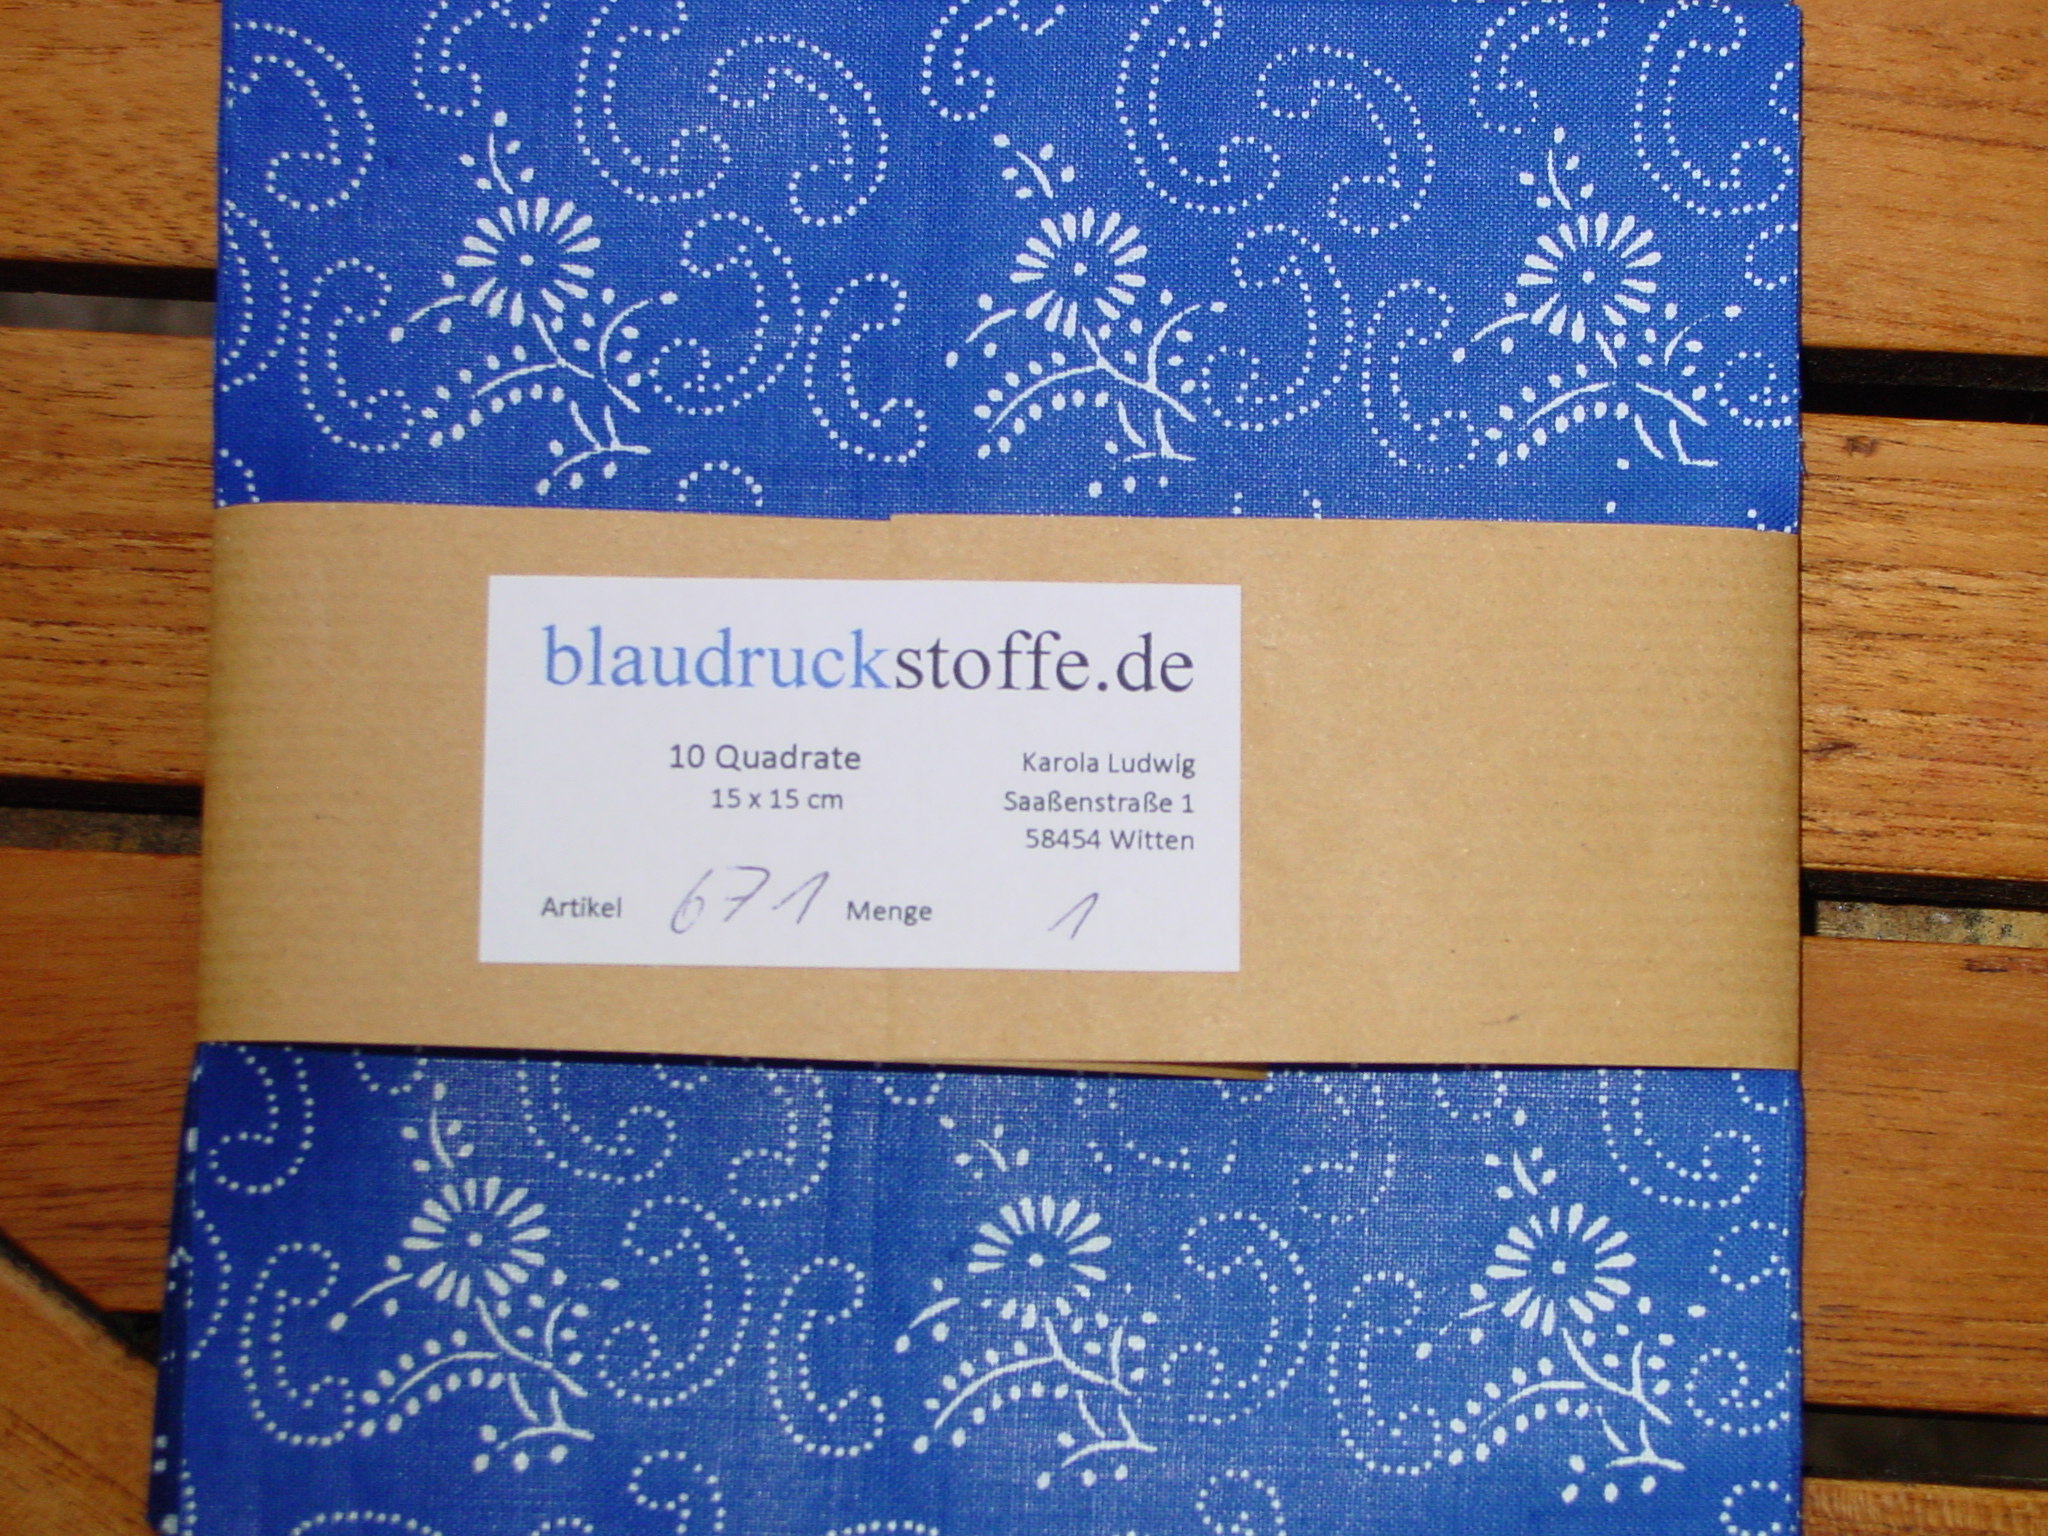 blaudruckstoffe.de
10 Quadrate
15 x 15 cm
Karola Ludwig
Saaßenstraße 1
58454 Witten
Artikel 671 Menge 1